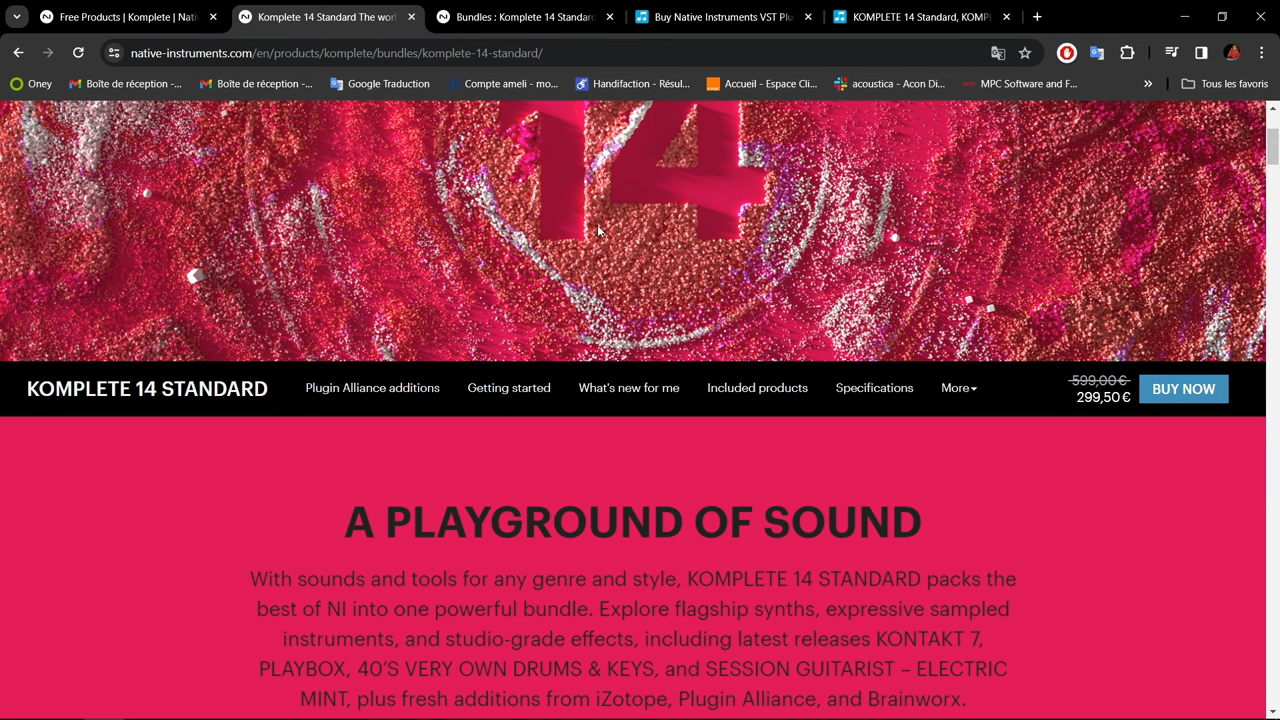 Free Products | Komplete | Nati
Komplete 14 Standard The worl
Bundles : Komplete 14 Standard
Buy Native Instruments VST Plu
KOMPLETE 14 Standard, KOMPL
native-instruments.com/en/products/komplete/bundles/komplete-14-standard/
Oney
Boîte de réception -...
Boîte de réception -...
Google Traduction
Compte ameli - mo...
Handifaction - Résul...
Accueil - Espace Cli...
acoustica - Acon Di...
MPC Software and F...
»
Tous les favoris
14
KOMPLETE 14 STANDARD
Plugin Alliance additions
Getting started
What's new for me
Included products
Specifications
More
599,00 €
299,50 €
BUY NOW
A PLAYGROUND OF SOUND
With sounds and tools for any genre and style, KOMPLETE 14 STANDARD packs the
best of NI into one powerful bundle. Explore flagship synths, expressive sampled
instruments, and studio-grade effects, including latest releases KONTAKT 7,
PLAYBOX, 40’S VERY OWN DRUMS & KEYS, and SESSION GUITARIST – ELECTRIC
MINT, plus fresh additions from iZotope, Plugin Alliance, and Brainworx.